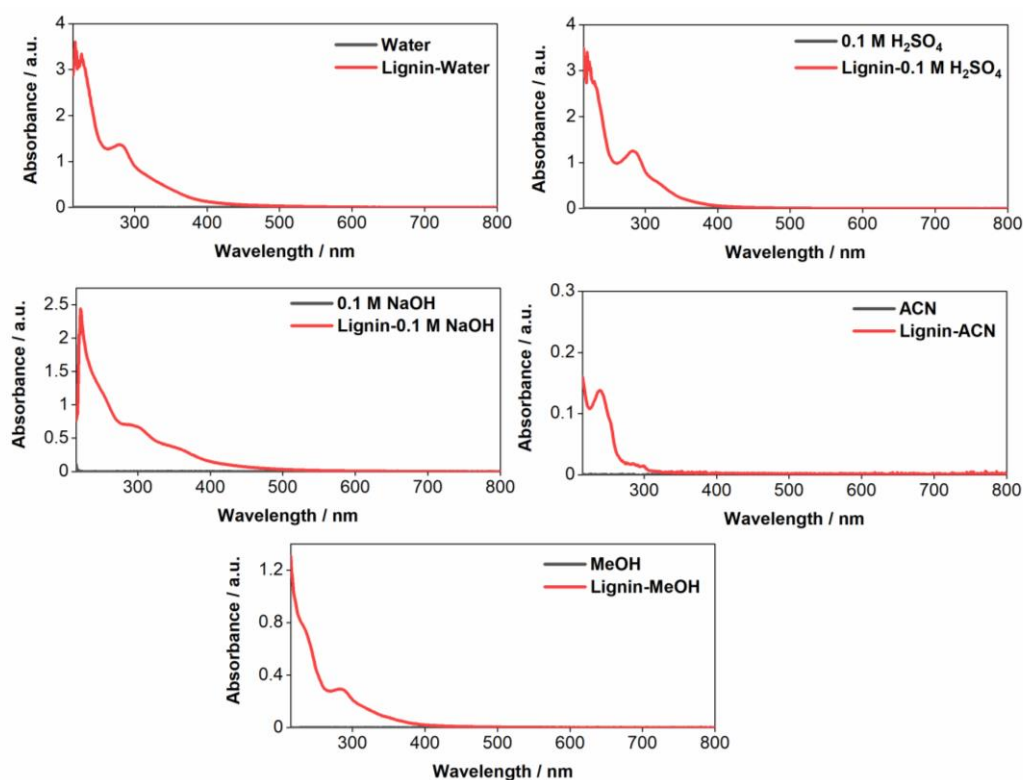 4
3
2
1
0
Absorbance / a.u.
Water
Lignin-Water
300 400 500 600 700 800
Wavelength / nm
4
3
2
1
0
Absorbance / a.u.
0.1 M H₂SO₄
Lignin-0.1 M H₂SO₄
300 400 500 600 700 800
Wavelength / nm
2.5
2
1.5
1
0.5
0
Absorbance / a.u.
0.1 M NaOH
Lignin-0.1 M NaOH
300 400 500 600 700 800
Wavelength / nm
0.3
0.2
0.1
0
Absorbance / a.u.
ACN
Lignin-ACN
300 400 500 600 700 800
Wavelength / nm
1.2
0.8
0.4
0
Absorbance / a.u.
MeOH
Lignin-MeOH
300 400 500 600 700 800
Wavelength / nm